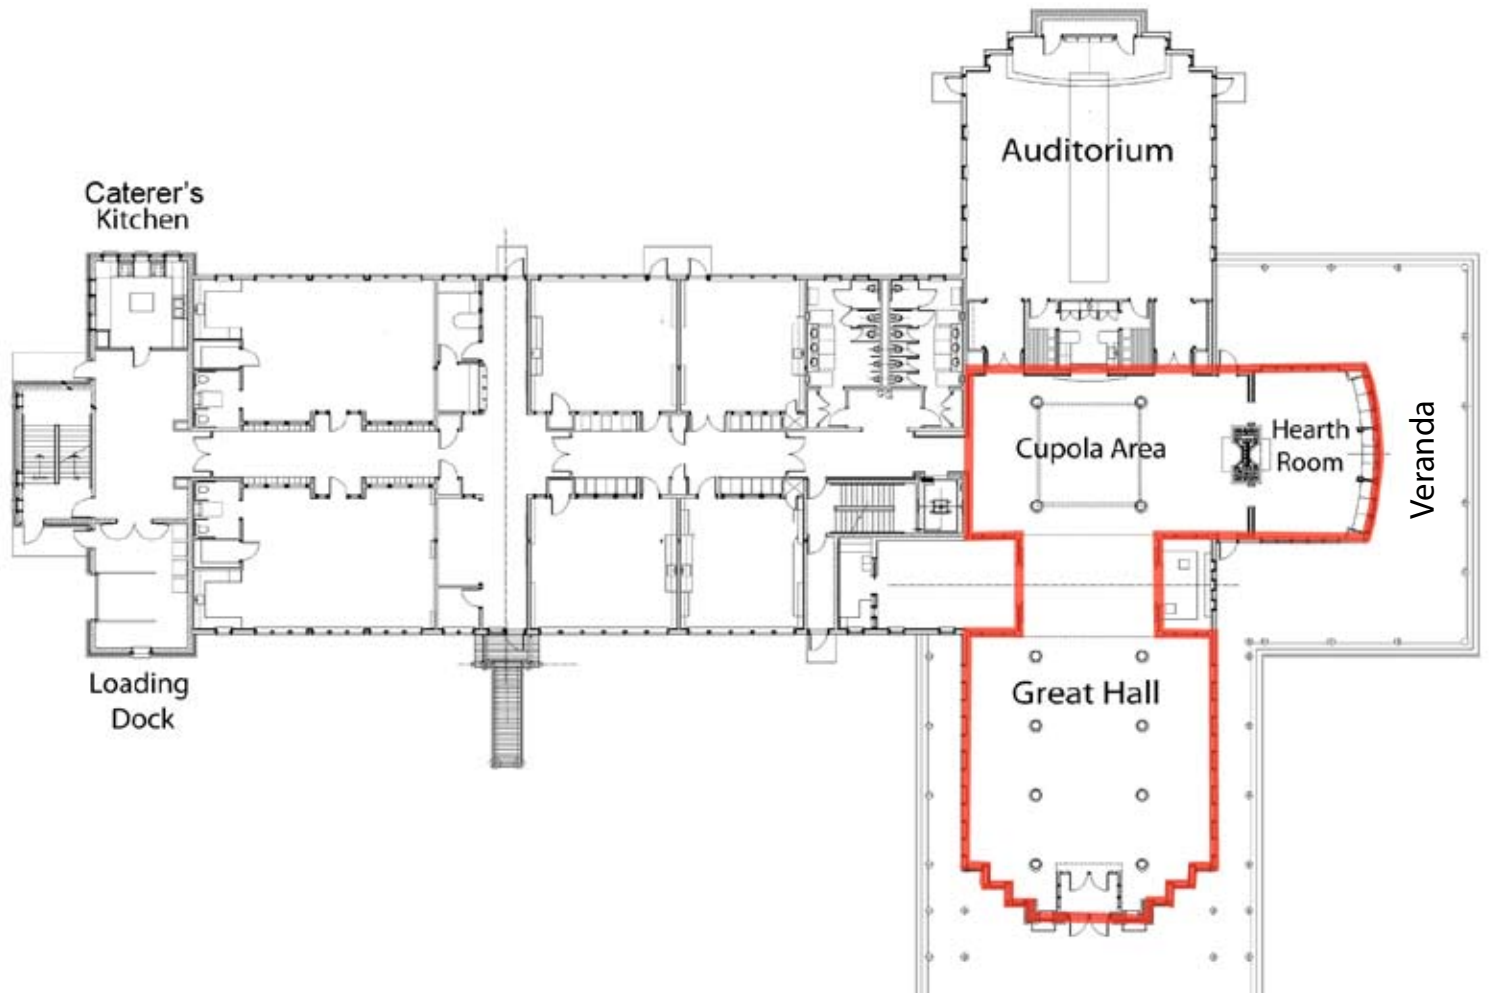 Auditorium
Caterer's
Kitchen
Cupola Area
Hearth
Room
Veranda
Great Hall
Loading
Dock